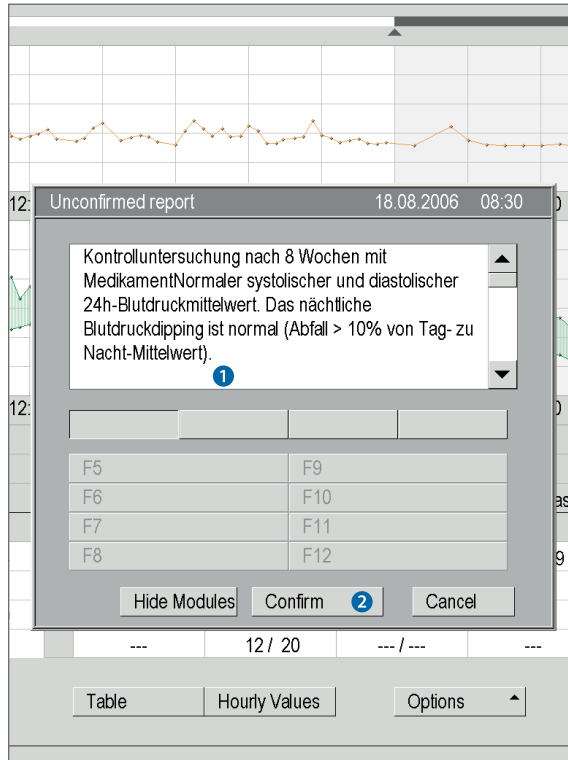 12:
Unconfirmed report 18.08.2006 08:30
Kontrolluntersuchung nach 8 Wochen mit
MedikamentNormaler systolischer und diastolischer
24h-Blutdruckmittelwert. Das nächtliche
Blutdruckdipping ist normal (Abfall > 10% von Tag- zu
Nacht-Mittelwert).
1
12:
F5 F9
F6 F10
as
F7 F11
F8 F12
9
Hide Modules Confirm 2 Cancel
--- 12 / 20 --- / --- ---
Table Hourly Values Options